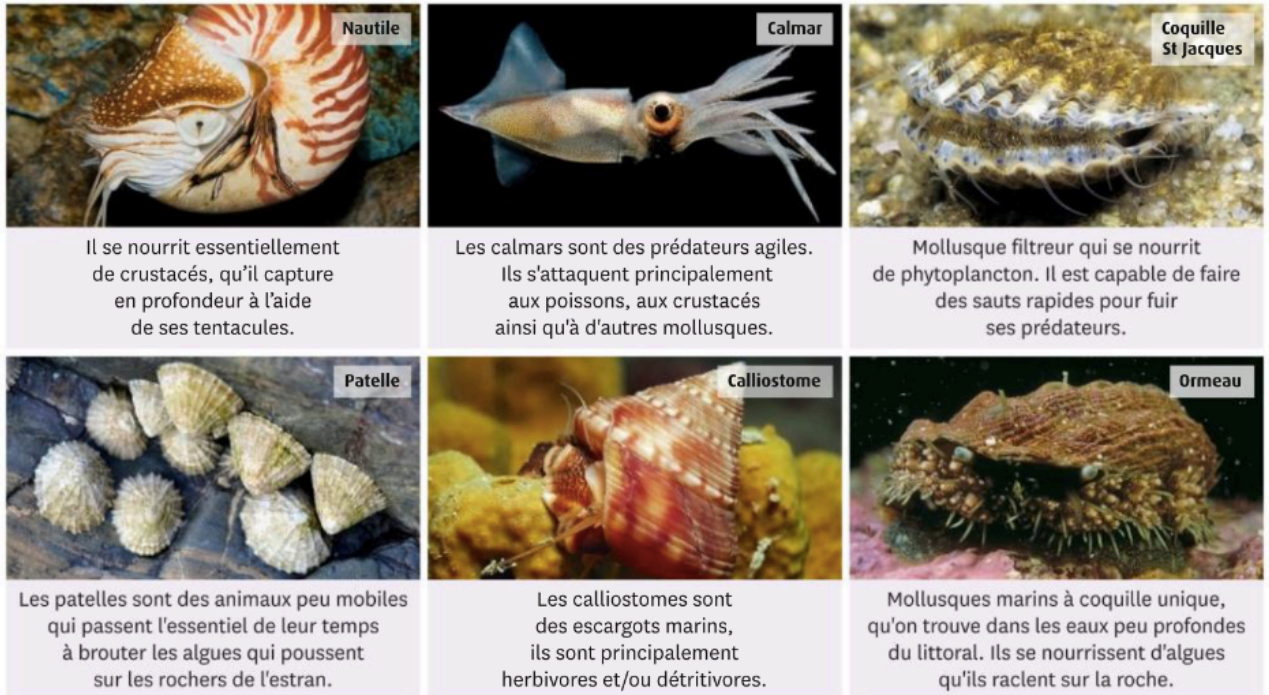 Nautile
Il se nourrit essentiellement
de crustacés, qu’il capture
en profondeur à l’aide
de ses tentacules.
Calmar
Les calmars sont des prédateurs agiles.
Ils s'attaquent principalement
aux poissons, aux crustacés
ainsi qu'à d'autres mollusques.
Coquille
St Jacques
Mollusque filtreur qui se nourrit
de phytoplancton. Il est capable de faire
des sauts rapides pour fuir
ses prédateurs.
Patelle
Les patelles sont des animaux peu mobiles
qui passent l'essentiel de leur temps
à brouter les algues qui poussent
sur les rochers de l'estran.
Calliostome
Les calliostomes sont
des escargots marins,
ils sont principalement
herbivores et/ou détritivores.
Ormeau
Mollusques marins à coquille unique,
qu'on trouve dans les eaux peu profondes
du littoral. Ils se nourrissent d'algues
qu'ils raclent sur la roche.